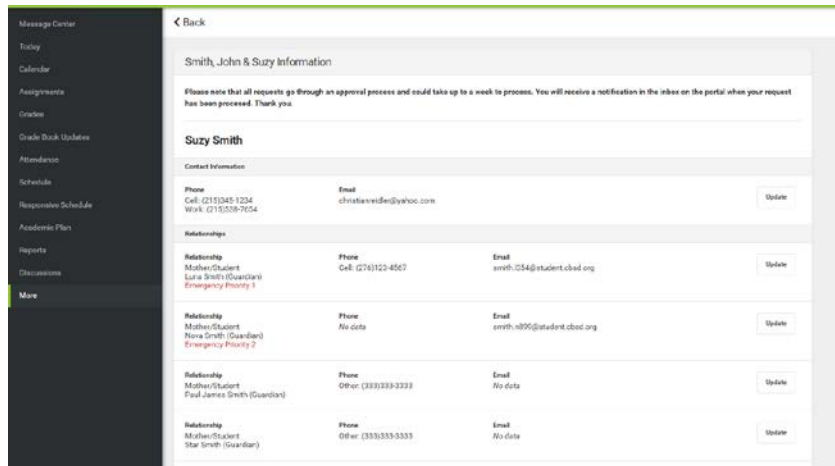 Message Center
Today
Calendar
Assignments
Grades
Grade Book Updates
Attendance
Schedule
Responsive Schedule
Academic Plan
Reports
Discussions
More
Back
Smith, John & Suzy Information
Please note that all requests go through an approval process and could take up to a week to process. You will receive a notification in the inbox on the portal when your request
has been procesed. Thank you.
Suzy Smith
Contact Information
Phone
Cell: (215)345-1234
Work: (215)528-7654
Email
christianreidler@yahoo.com
Update
Relationships
Relationship
Mother/Student
Luna Smith (Guardian)
Emergency Priority 1
Phone
Cell: (276)123-4567
Email
smith.l354@student.cbsd.org
Update
Relationship
Mother/Student
Nova Smith (Guardian)
Emergency Priority 2
Phone
No data
Email
smith.n899@student.cbsd.org
Update
Relationship
Mother/Student
Paul James Smith (Guardian)
Phone
Other: (333)333-3333
Email
No data
Update
Relationship
Mother/Student
Star Smith (Guardian)
Phone
Other: (333)333-3333
Email
No data
Update